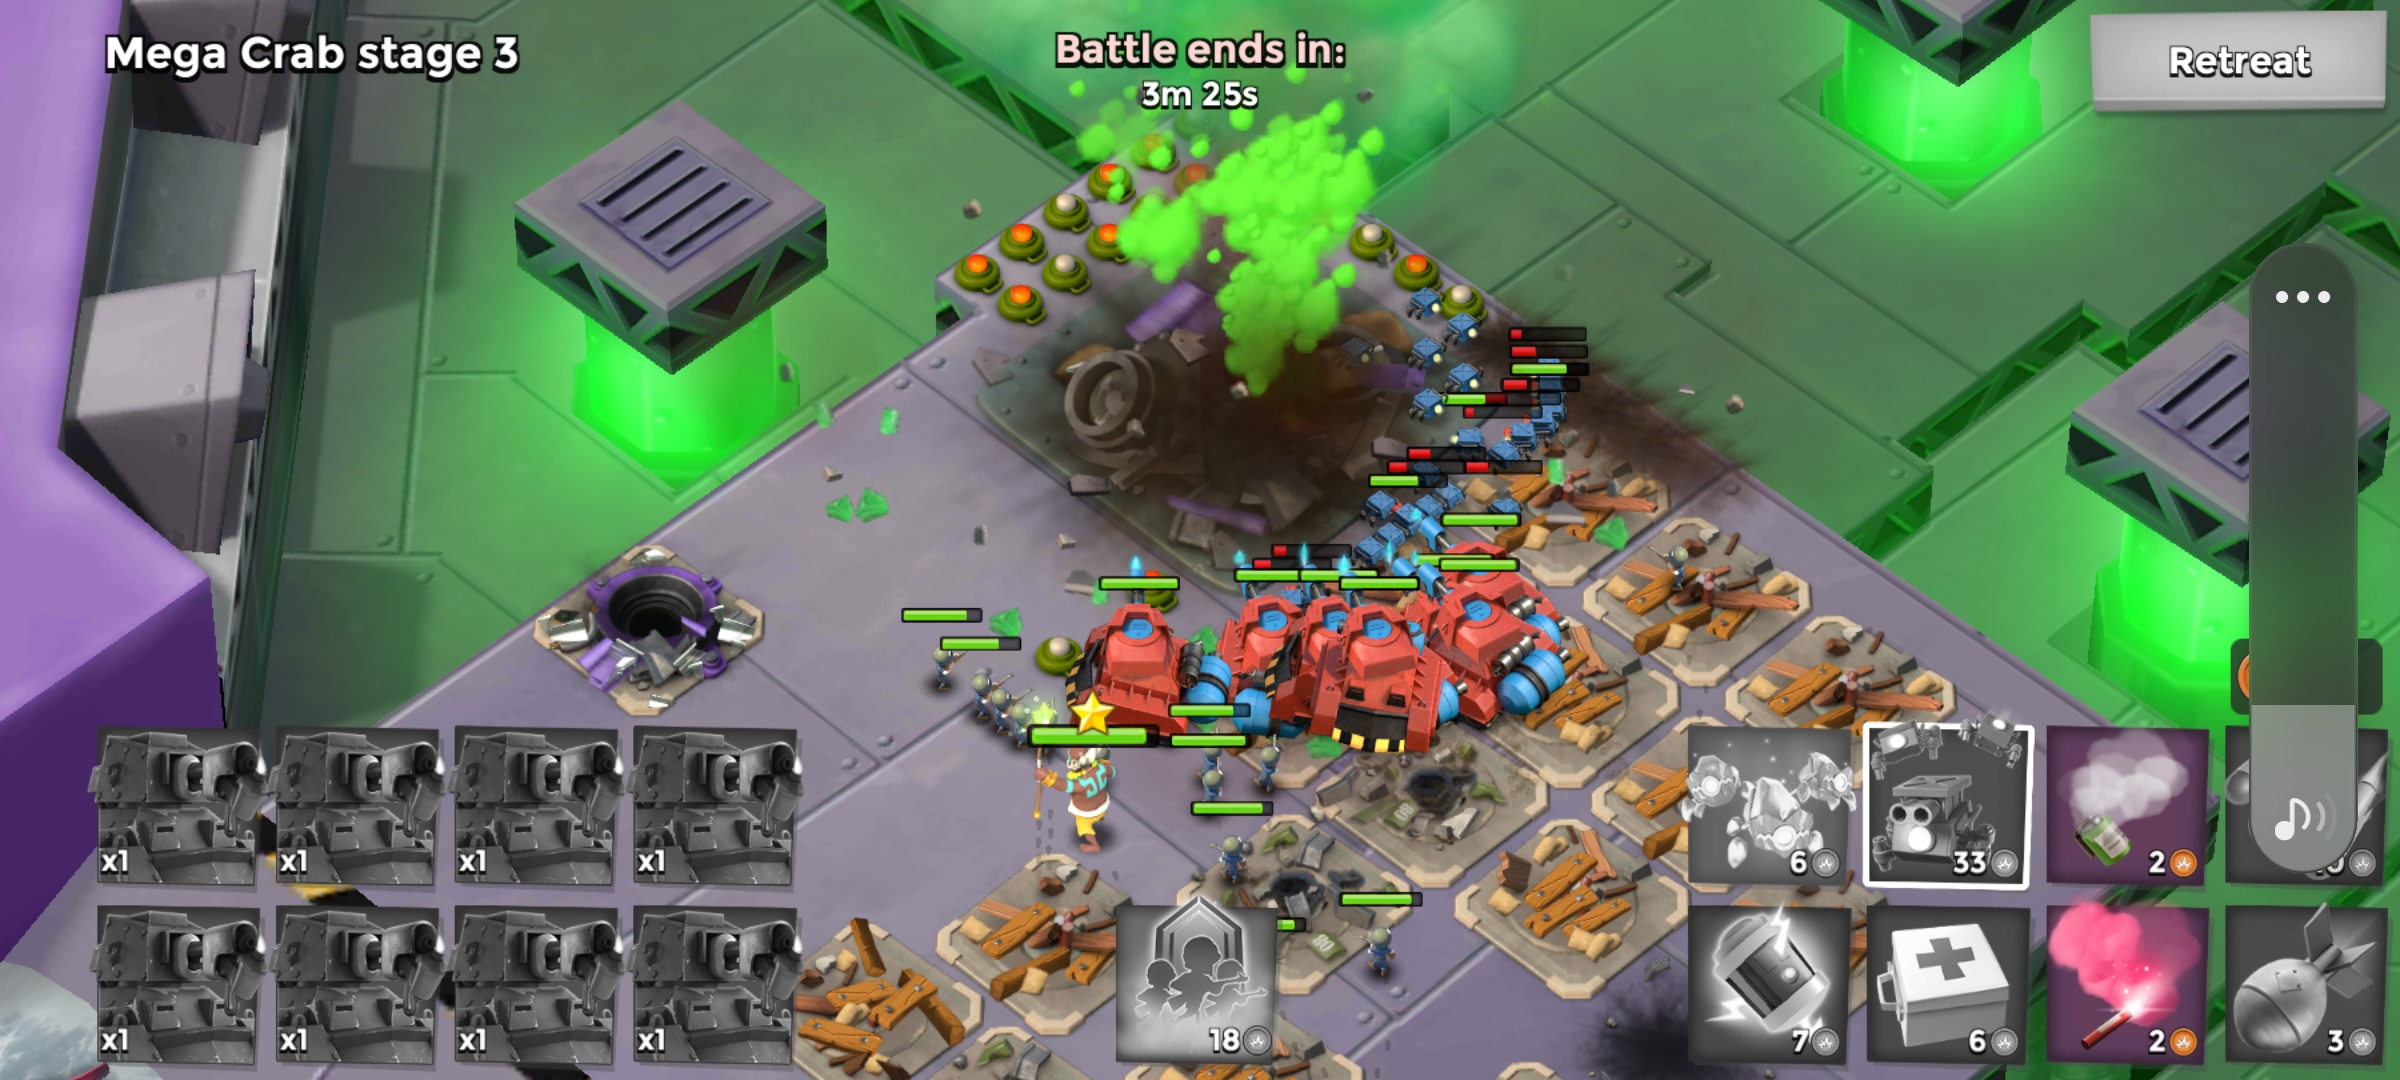 Mega Crab stage 3
Battle ends in:
3m 25s
Retreat
x1
x1
x1
x1
6
33
2
x1
x1
x1
x1
18
7
6
2
3